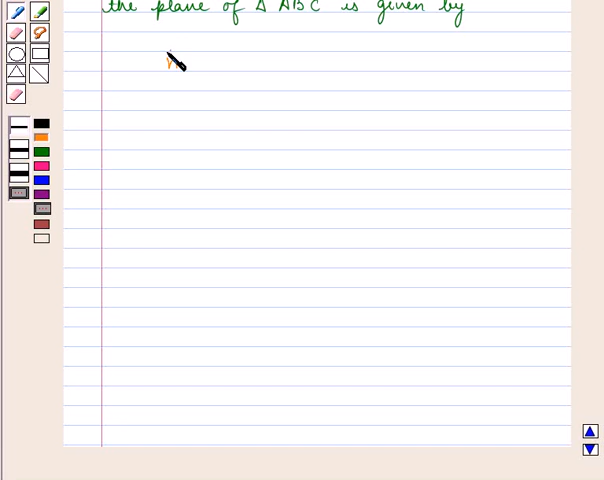 the plane of Δ ABC is given by